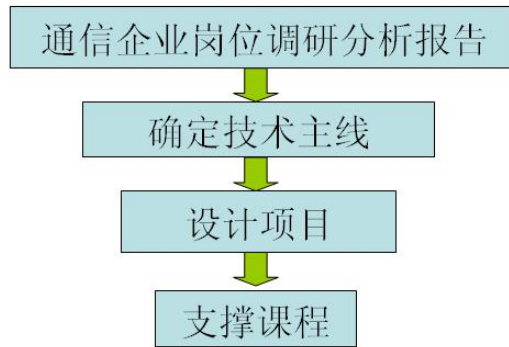 通信企业岗位调研分析报告
确定技术主线
设计项目
支撑课程